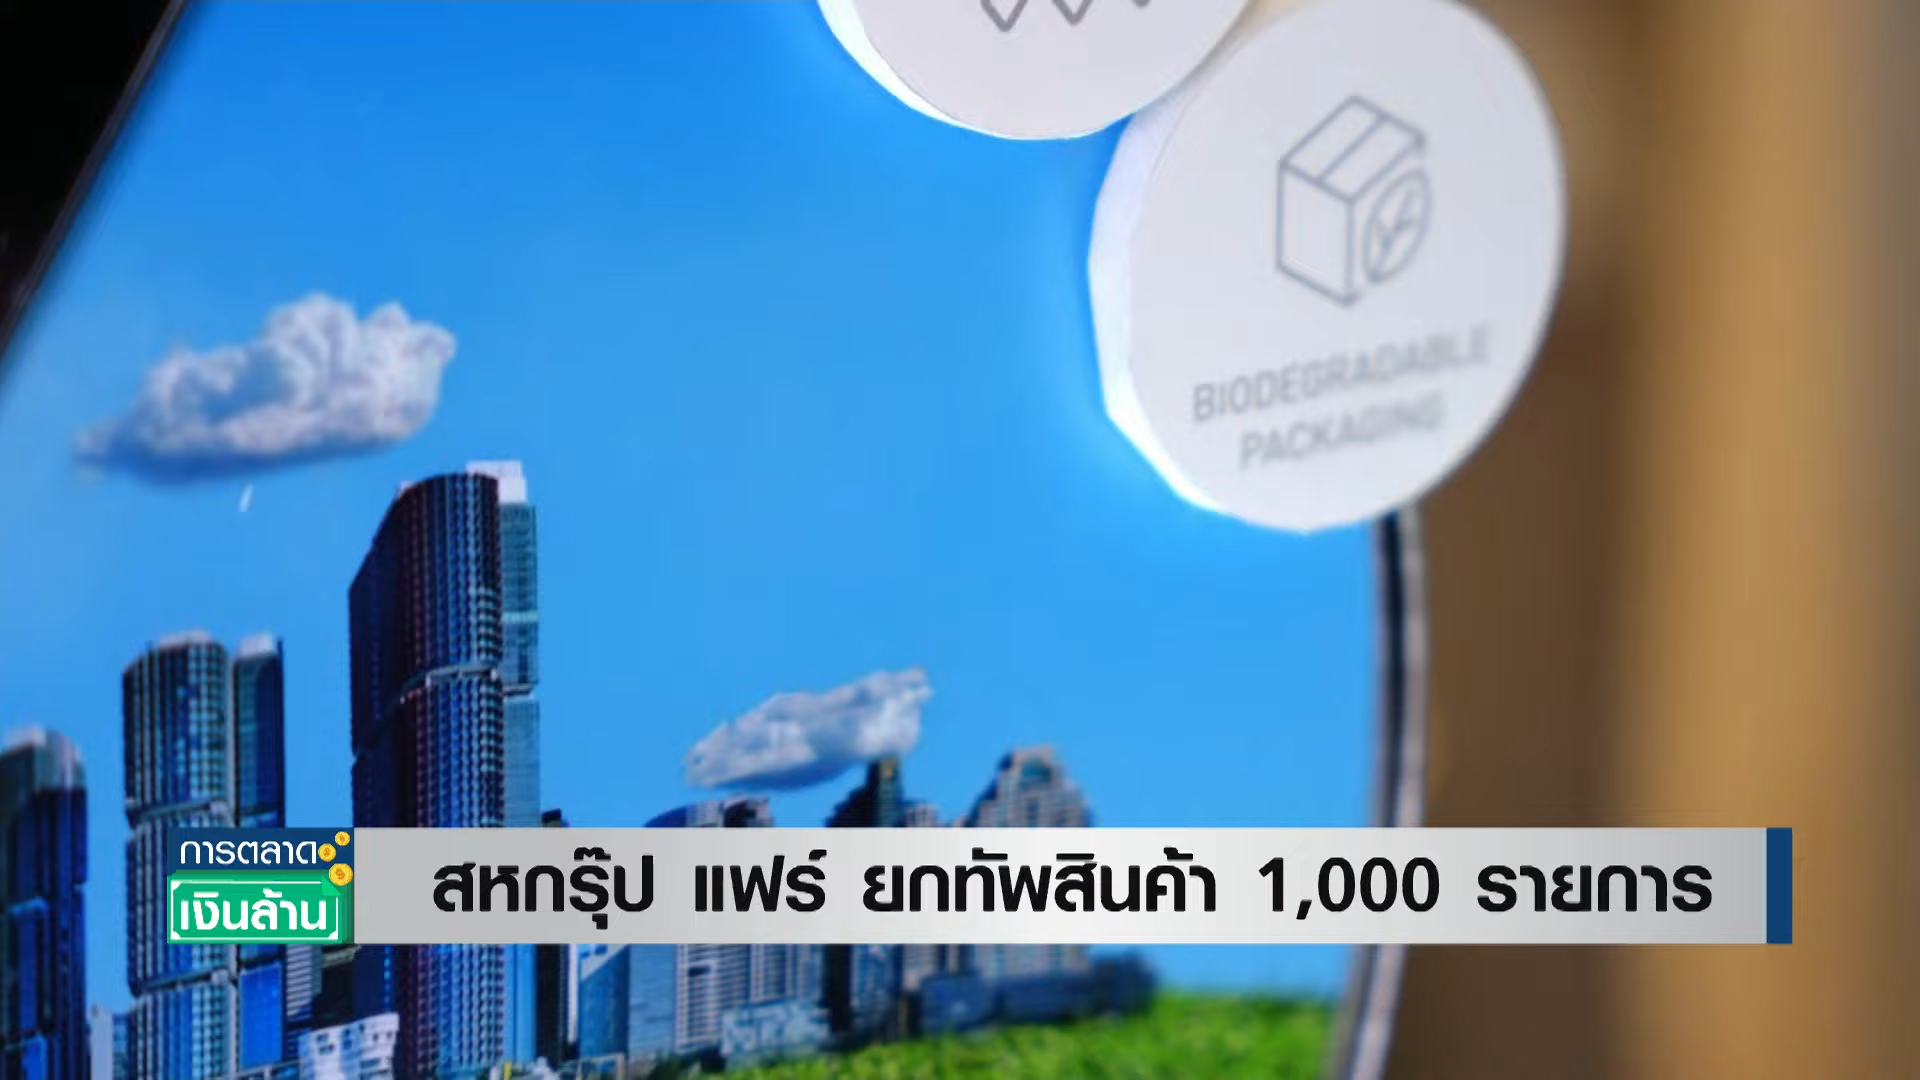 BIODEGRADABLE
PACKAGING
การตลาด
เงินล้าน
สหกรุ๊ป แฟร์ ยกทัพสินค้า 1,000 รายการ